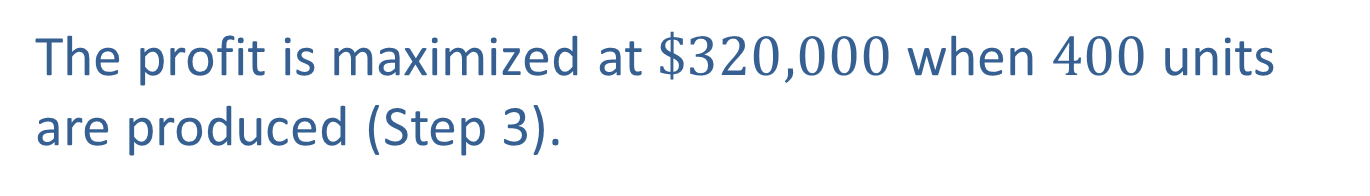 The profit is maximized at $320,000 when 400 units
are produced (Step 3).